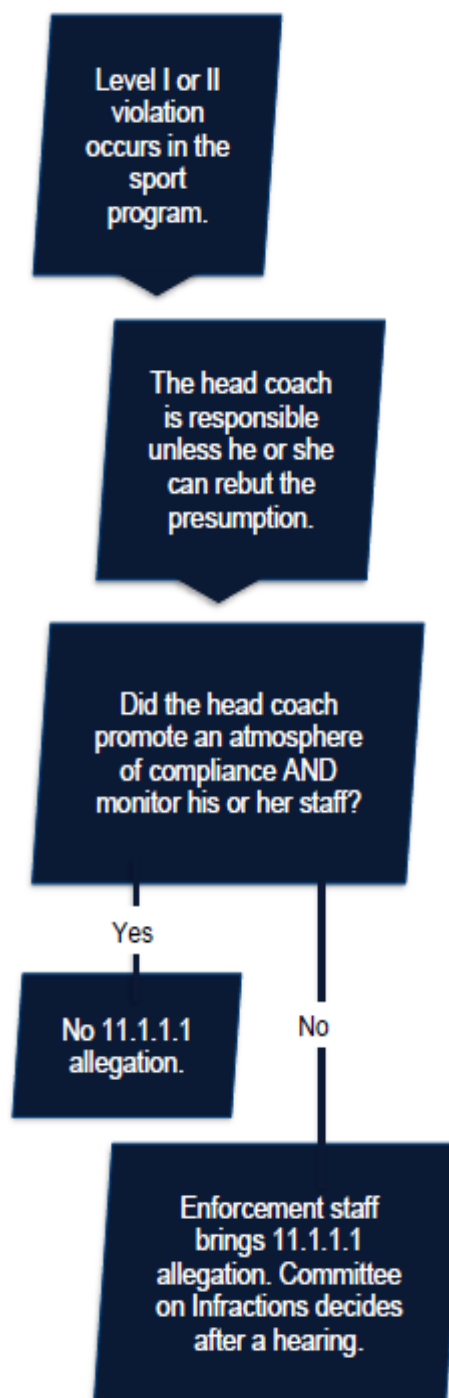 Level I or II
violation
occurs in the
sport
program.
The head coach
is responsible
unless he or she
can rebut the
presumption.
Did the head coach
promote an atmosphere
of compliance AND
monitor his or her staff?
Yes
No 11.1.1.1
allegation.
No
Enforcement staff
brings 11.1.1.1
allegation. Committee
on Infractions decides
after a hearing.